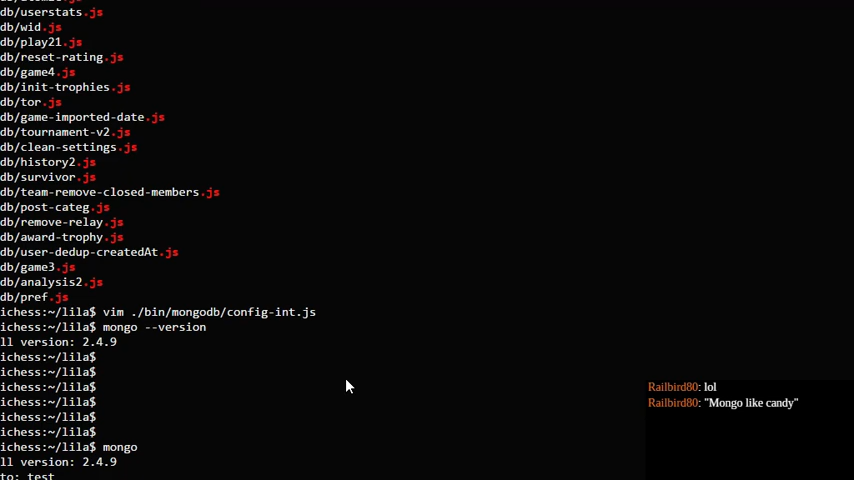 db/userstats.js
db/wid.js
db/play21.js
db/reset-rating.js
db/game4.js
db/init-trophies.js
db/tor.js
db/game-imported-date.js
db/tournament-v2.js
db/clean-settings.js
db/history2.js
db/survivor.js
db/team-remove-closed-members.js
db/post-categ.js
db/remove-relay.js
db/award-trophy.js
db/user-dedup-createdAt.js
db/game3.js
db/analysis2.js
db/pref.js
ichess:~/lila$ vim ./bin/mongodb/config-int.js
ichess:~/lila$ mongo --version
ll version: 2.4.9
ichess:~/lila$
ichess:~/lila$
ichess:~/lila$
ichess:~/lila$
ichess:~/lila$
ichess:~/lila$
ichess:~/lila$ mongo
ll version: 2.4.9
to: test
Railbird80: lol
Railbird80: "Mongo like candy"